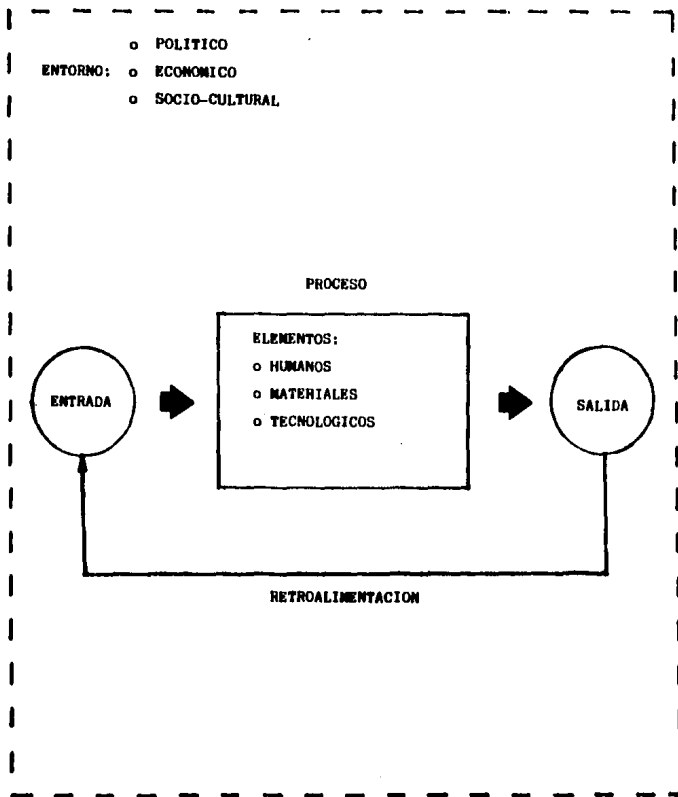 o POLITICO
ENTORNO: o ECONOMICO
o SOCIO-CULTURAL
PROCESO
ELEMENTOS:
o HUMANOS
o MATERIALES
o TECNOLOGICOS
ENTRADA
SALIDA
RETROALIMENTACION